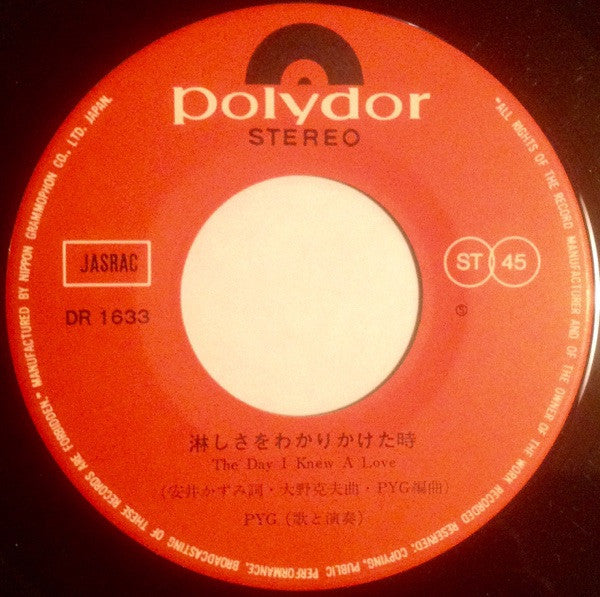 polydor
STEREO
JASRAC
DR 1633
ST 45
淋しさをわかりかけた時
The Day I Knew A Love
(安井かずみ詞・大野克夫曲・PYG編曲)
PYG (歌と演奏)
"ALL RIGHTS OF THE RECORD MANUFACTURER AND OF THE OWNER OF THE WORK RECORDED RESERVED: COPYING, PUBLIC PERFORMANCE, BROADCASTING OF THESE RECORDS ARE FORBIDDEN." MANUFACTURED BY NIPPON GRAMMOPHON CO., LTD. JAPAN.